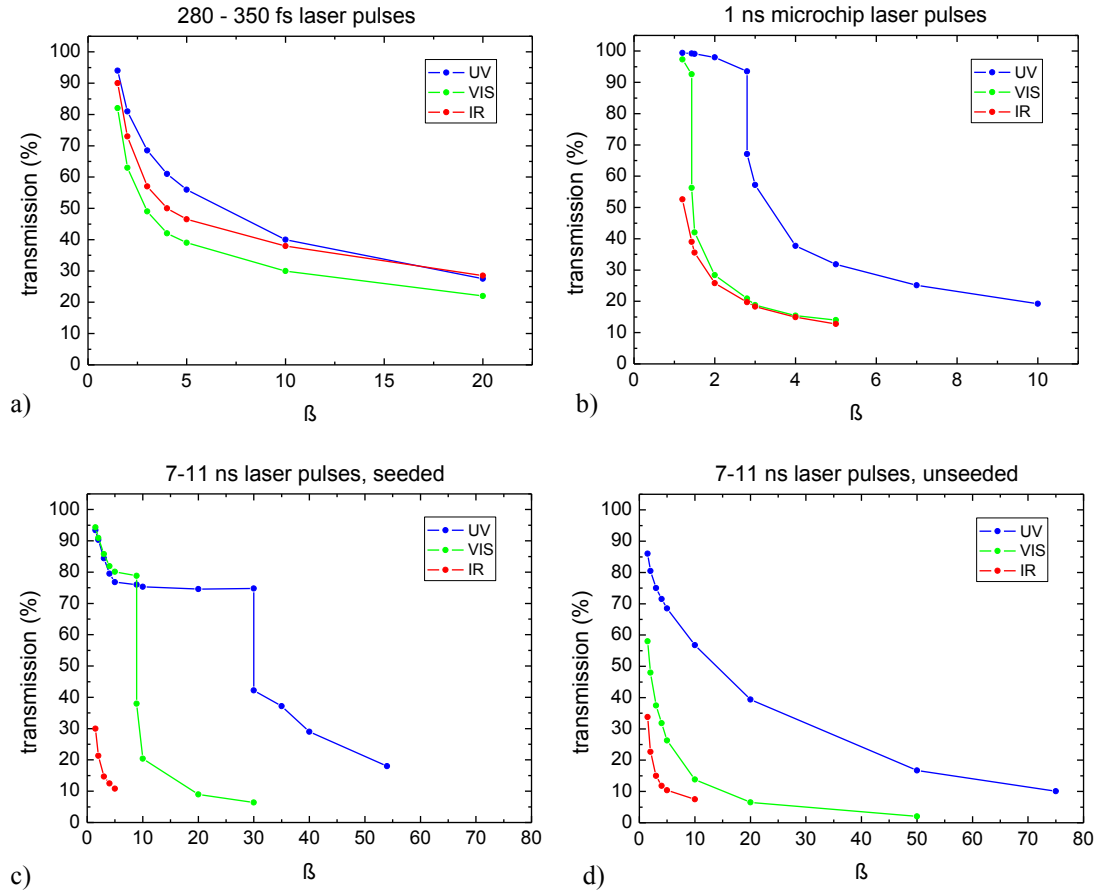 280 - 350 fs laser pulses
100
90
80
70
60
50
40
30
20
10
0
transmission (%)
UV
VIS
IR
0 5 10 15 20
ß
a)
1 ns microchip laser pulses
100
90
80
70
60
50
40
30
20
10
0
transmission (%)
UV
VIS
IR
0 2 4 6 8 10
ß
b)
7-11 ns laser pulses, seeded
100
90
80
70
60
50
40
30
20
10
0
transmission (%)
UV
VIS
IR
0 10 20 30 40 50 60 70 80
ß
c)
7-11 ns laser pulses, unseeded
100
90
80
70
60
50
40
30
20
10
0
transmission (%)
UV
VIS
IR
0 10 20 30 40 50 60 70 80
ß
d)